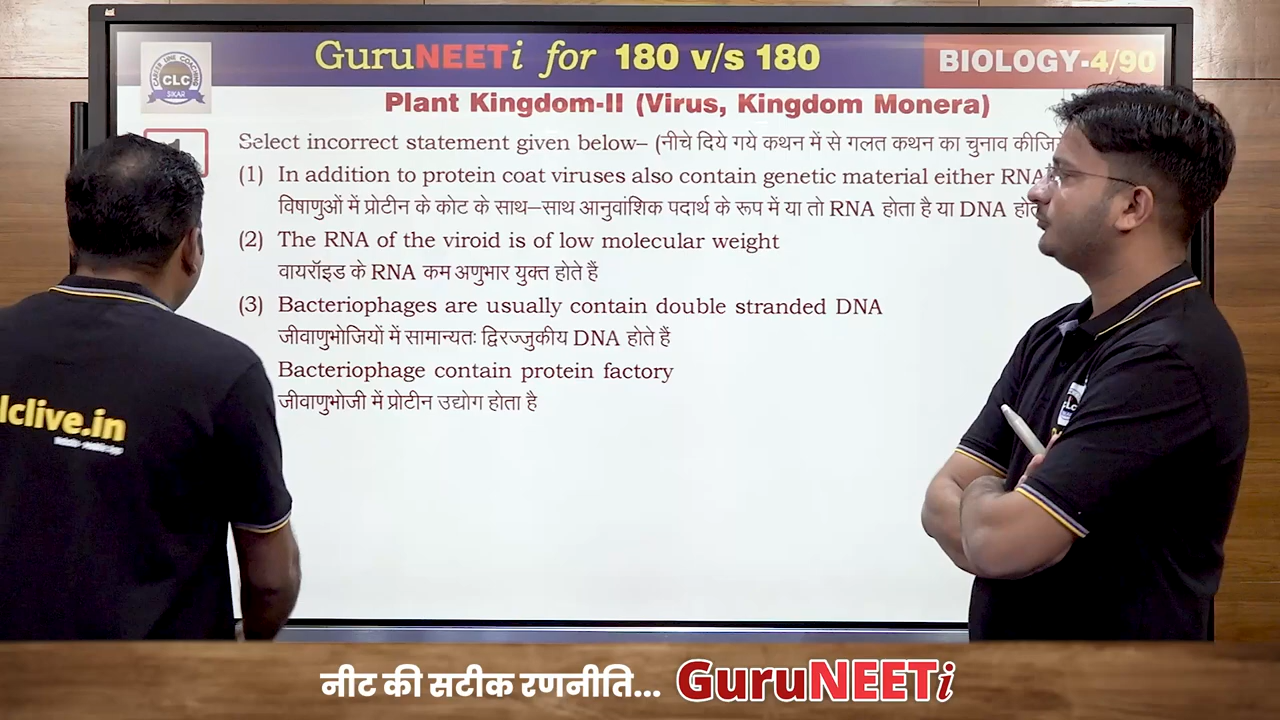 GuruNEETi for 180 v/s 180
BIOLOGY-4/90
CLC
SIKAR
Plant Kingdom-II (Virus, Kingdom Monera)
1
Select incorrect statement given below– (नीचे दिये गये कथन में से गलत कथन का चुनाव
(1) In addition to protein coat viruses also contain genetic material either RNA
विषाणुओं में प्रोटीन के कोट के साथ–साथ आनुवांशिक पदार्थ के रूप में या तो RNA होता है या DNA
(2) The RNA of the viroid is of low molecular weight
वायरॉइड के RNA कम अणुभार युक्त होते हैं
(3) Bacteriophages are usually contain double stranded DNA
जीवाणुभोजियों में सामान्यतः द्विरज्जुकीय DNA होते हैं
Bacteriophage contain protein factory
जीवाणुभोजी में प्रोटीन उद्योग होता है
lclive.in
CLC
नीट की सटीक रणनीति... GuruNEETi